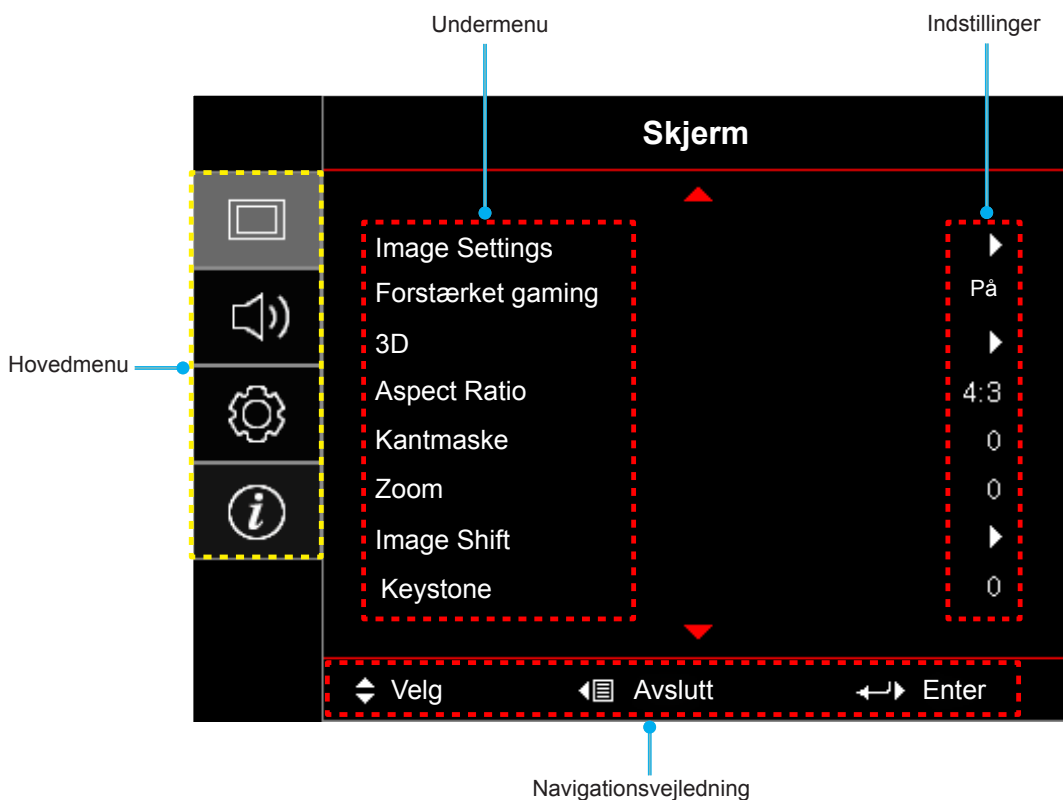 Undermenu
Indstillinger
Skjerm
Hovedmenu
Image Settings
Forstærket gaming På
3D
Aspect Ratio 4:3
Kantmaske 0
Zoom 0
Image Shift
Keystone 0
Velg Avslutt Enter
Navigationsvejledning